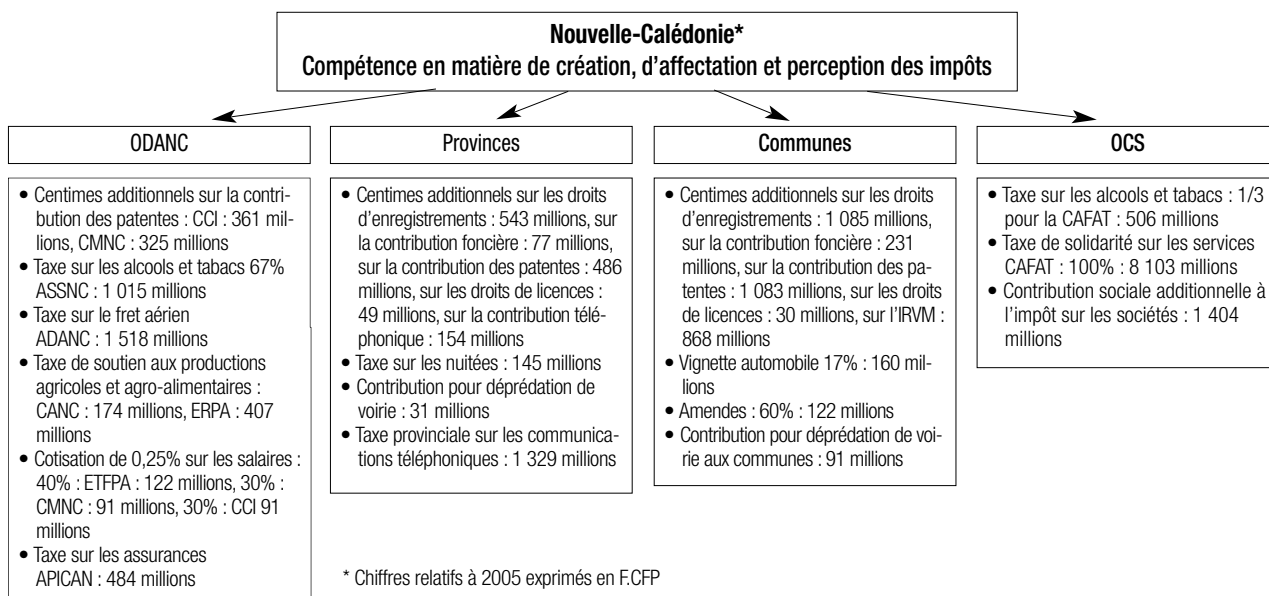 Nouvelle-Calédonie*
Compétence en matière de création, d'affectation et perception des impôts
ODANC
• Centimes additionnels sur la contri-
bution des patentes : CCI : 361 mil-
lions, CMNC : 325 millions
• Taxe sur les alcools et tabacs 67%
ASSNC : 1 015 millions
• Taxe sur le fret aérien
ADANC : 1 518 millions
• Taxe de soutien aux productions
agricoles et agro-alimentaires :
CANC : 174 millions, ERPA : 407
millions
• Cotisation de 0,25% sur les salaires :
40% : ETFPA : 122 millions, 30% :
CMNC : 91 millions, 30% : CCI 91
millions
• Taxe sur les assurances
APICAN : 484 millions
Provinces
• Centimes additionnels sur les droits
d'enregistrements : 543 millions, sur
la contribution foncière : 77 millions,
sur la contribution des patentes : 486
millions, sur les droits de licences :
49 millions, sur la contribution télé-
phonique : 154 millions
• Taxe sur les nuitées : 145 millions
• Contribution pour déprédation de
voirie : 31 millions
• Taxe provinciale sur les communica-
tions téléphoniques : 1 329 millions
Communes
• Centimes additionnels sur les droits
d'enregistrements : 1 085 millions,
sur la contribution foncière : 231
millions, sur la contribution des pa-
tentes : 1 083 millions, sur les droits
de licences : 30 millions, sur l'IRVM :
868 millions
• Vignette automobile 17% : 160 mil-
lions
• Amendes : 60% : 122 millions
• Contribution pour déprédation de voi-
rie aux communes : 91 millions
OCS
• Taxe sur les alcools et tabacs : 1/3
pour la CAFAT : 506 millions
• Taxe de solidarité sur les services
CAFAT : 100% : 8 103 millions
• Contribution sociale additionnelle à
l'impôt sur les sociétés : 1 404
millions
* Chiffres relatifs à 2005 exprimés en F.CFP